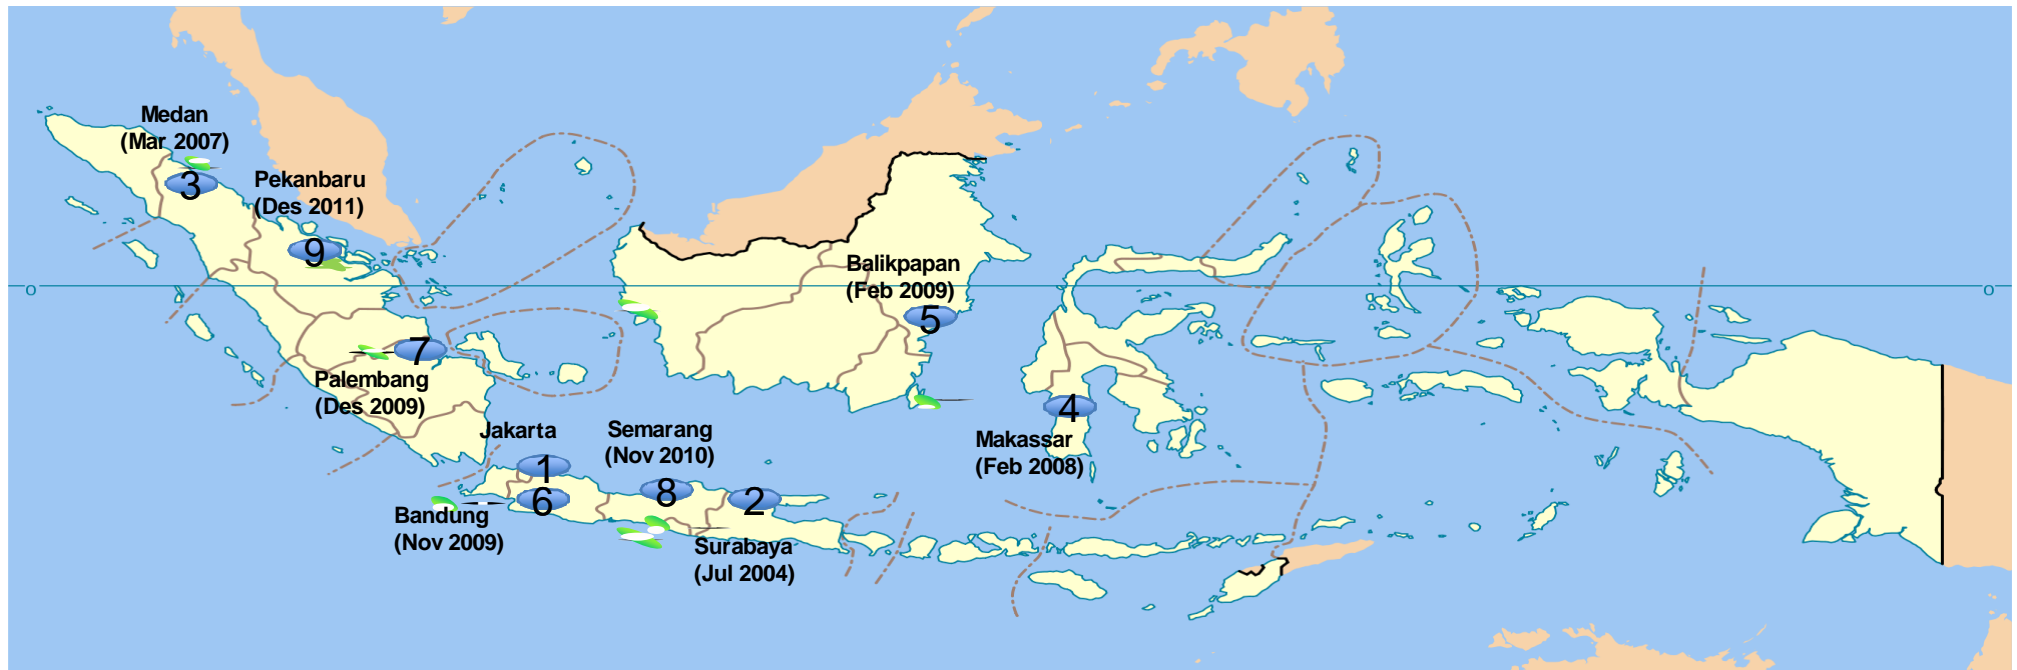 Medan
(Mar 2007)
3
Pekanbaru
(Des 2011)
9
Balikpapan
(Feb 2009)
5
0
0
7
Palembang
(Des 2009)
4
Makassar
(Feb 2008)
Jakarta
1
Semarang
(Nov 2010)
8
2
6
Bandung
(Nov 2009)
Surabaya
(Jul 2004)